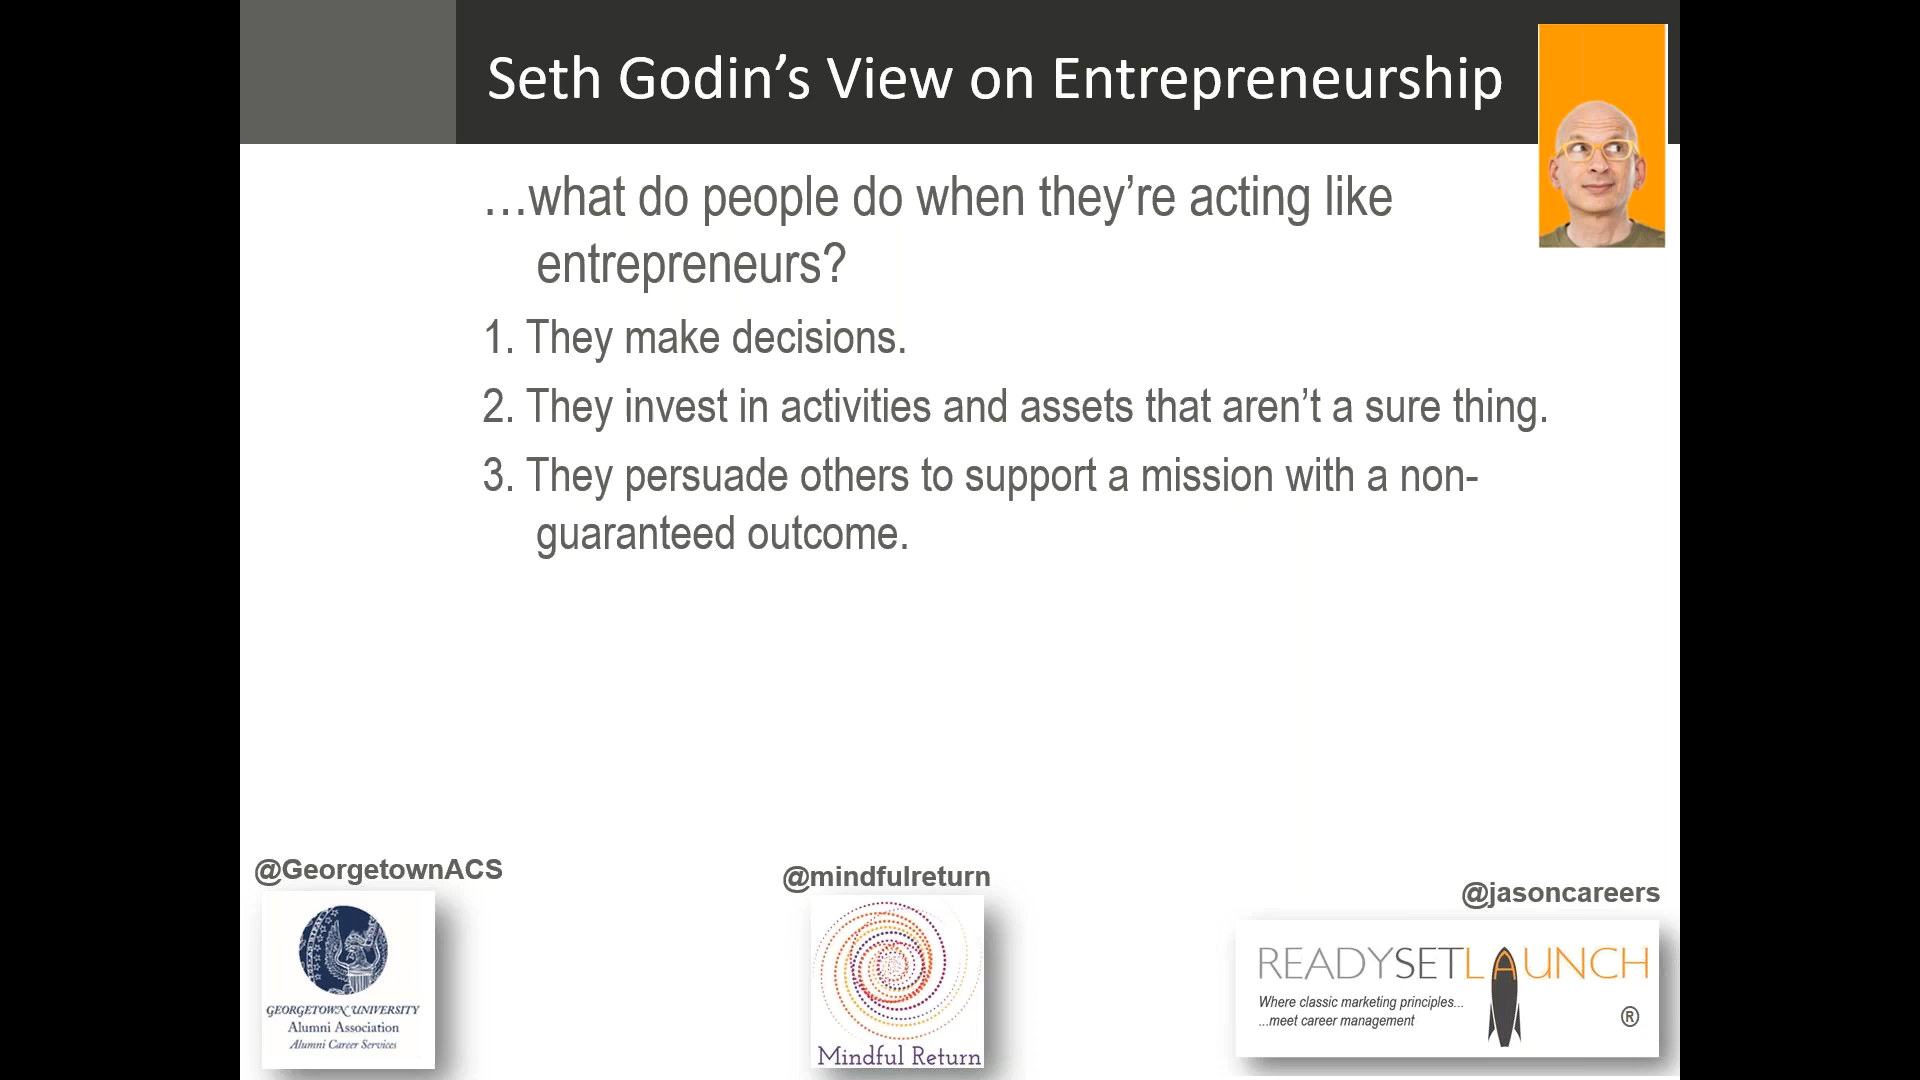 Seth Godin’s View on Entrepreneurship
…what do people do when they’re acting like
entrepreneurs?
1. They make decisions.
2. They invest in activities and assets that aren’t a sure thing.
3. They persuade others to support a mission with a non-
guaranteed outcome.
@GeorgetownACS
GEORGETOWN UNIVERSITY
Alumni Association
Alumni Career Services
@mindfulreturn
Mindful Return
@jasoncareers
READYSETLAUNCH
Where classic marketing principles...
...meet career management
®